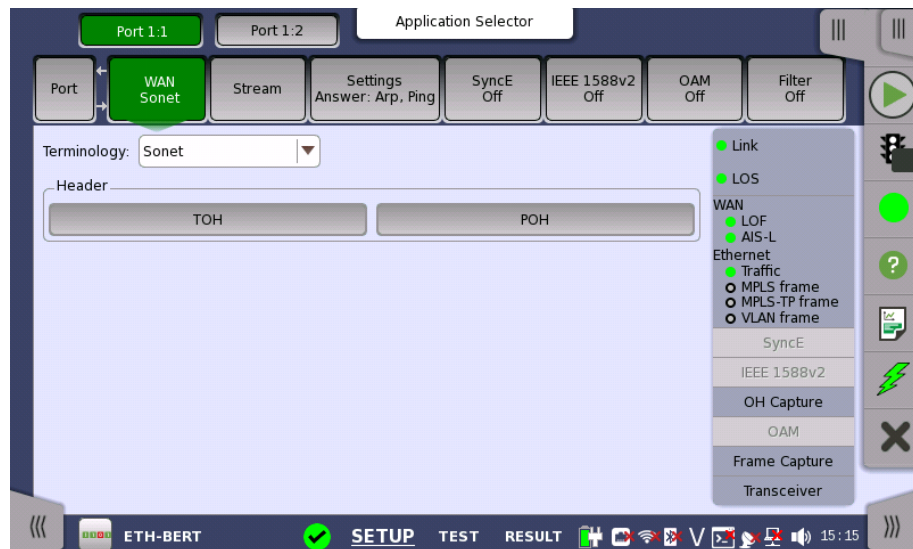 Application Selector
Port 1:1 Port 1:2
Port WAN Sonet Stream Settings Answer: Arp, Ping SyncE Off IEEE 1588v2 Off OAM Off Filter Off
Terminology: Sonet
Header
TOH POH
Link
LOS
WAN
LOF
AIS-L
Ethernet
Traffic
MPLS frame
MPLS-TP frame
VLAN frame
SyncE
IEEE 1588v2
OH Capture
OAM
Frame Capture
Transceiver
ETH-BERT SETUP TEST RESULT V 15:15